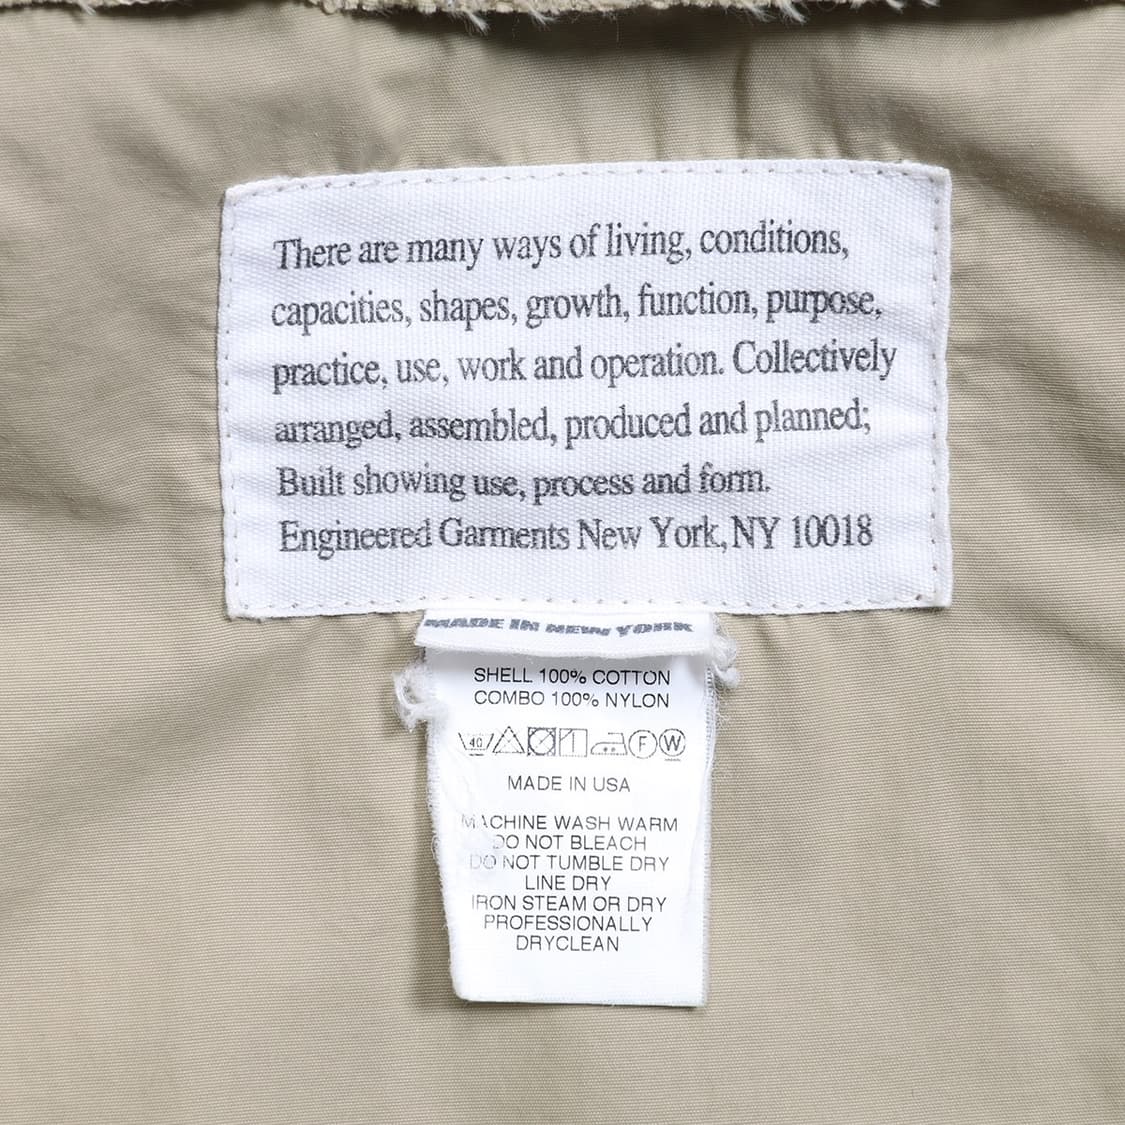 There are many ways of living, conditions,
capacities, shapes, growth, function, purpose,
practice, use, work and operation. Collectively
arranged, assembled, produced and planned;
Built showing use, process and form.
Engineered Garments New York, NY 10018
MADE IN NEW YORK
SHELL 100% COTTON
COMBO 100% NYLON
40 F W
MADE IN USA
MACHINE WASH WARM
DO NOT BLEACH
DO NOT TUMBLE DRY
LINE DRY
IRON STEAM OR DRY
PROFESSIONALLY
DRYCLEAN